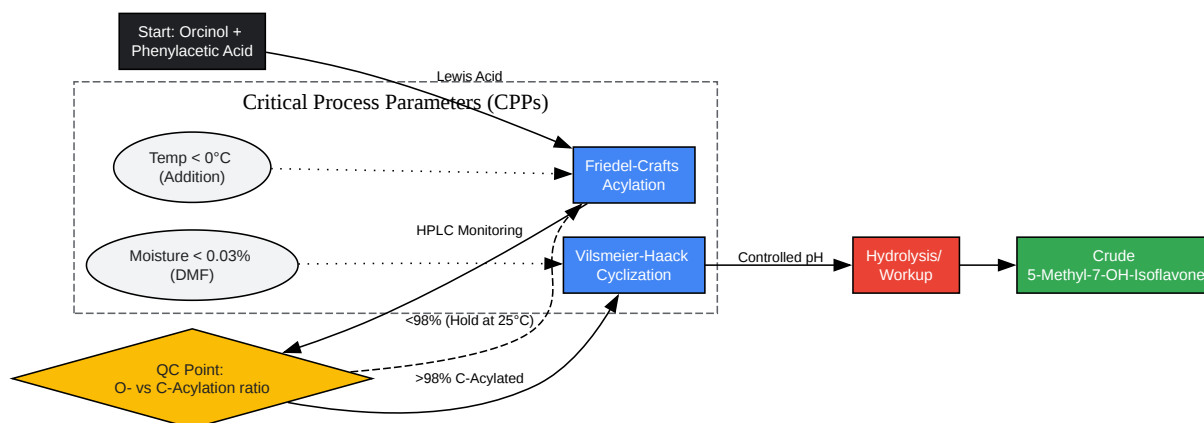 Start: Orcinol +
Phenylacetic Acid
Lewis Acid
Critical Process Parameters (CPPs)
Temp < 0°C
(Addition)
Friedel-Crafts
Acylation
HPLC Monitoring
Moisture < 0.03%
(DMF)
Vilsmeier-Haack
Cyclization
Controlled pH
Hydrolysis/
Workup
Crude
5-Methyl-7-OH-Isoflavone
<98% (Hold at 25°C)
QC Point:
O- vs C-Acylation ratio
>98% C-Acylated